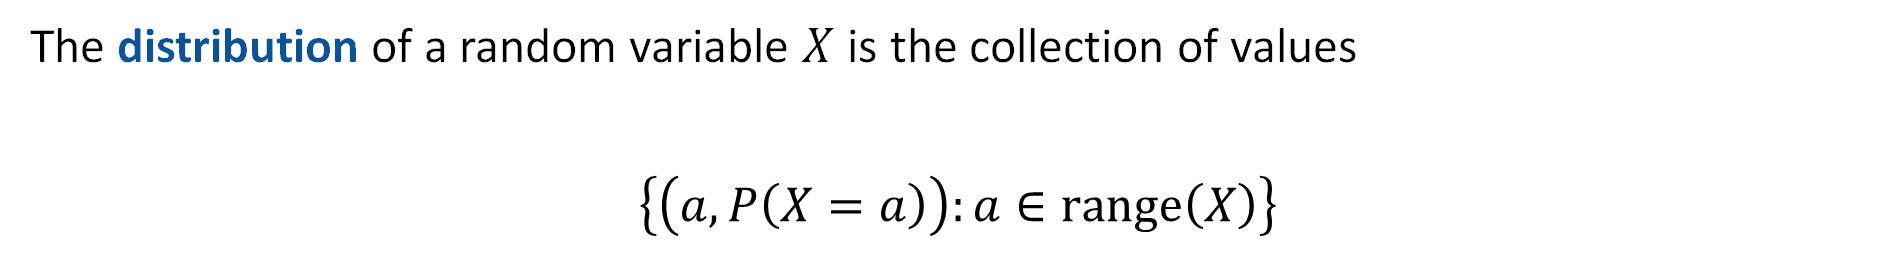 The distribution of a random variable X is the collection of values
{(a, P(X = a)): a ∈ range(X)}